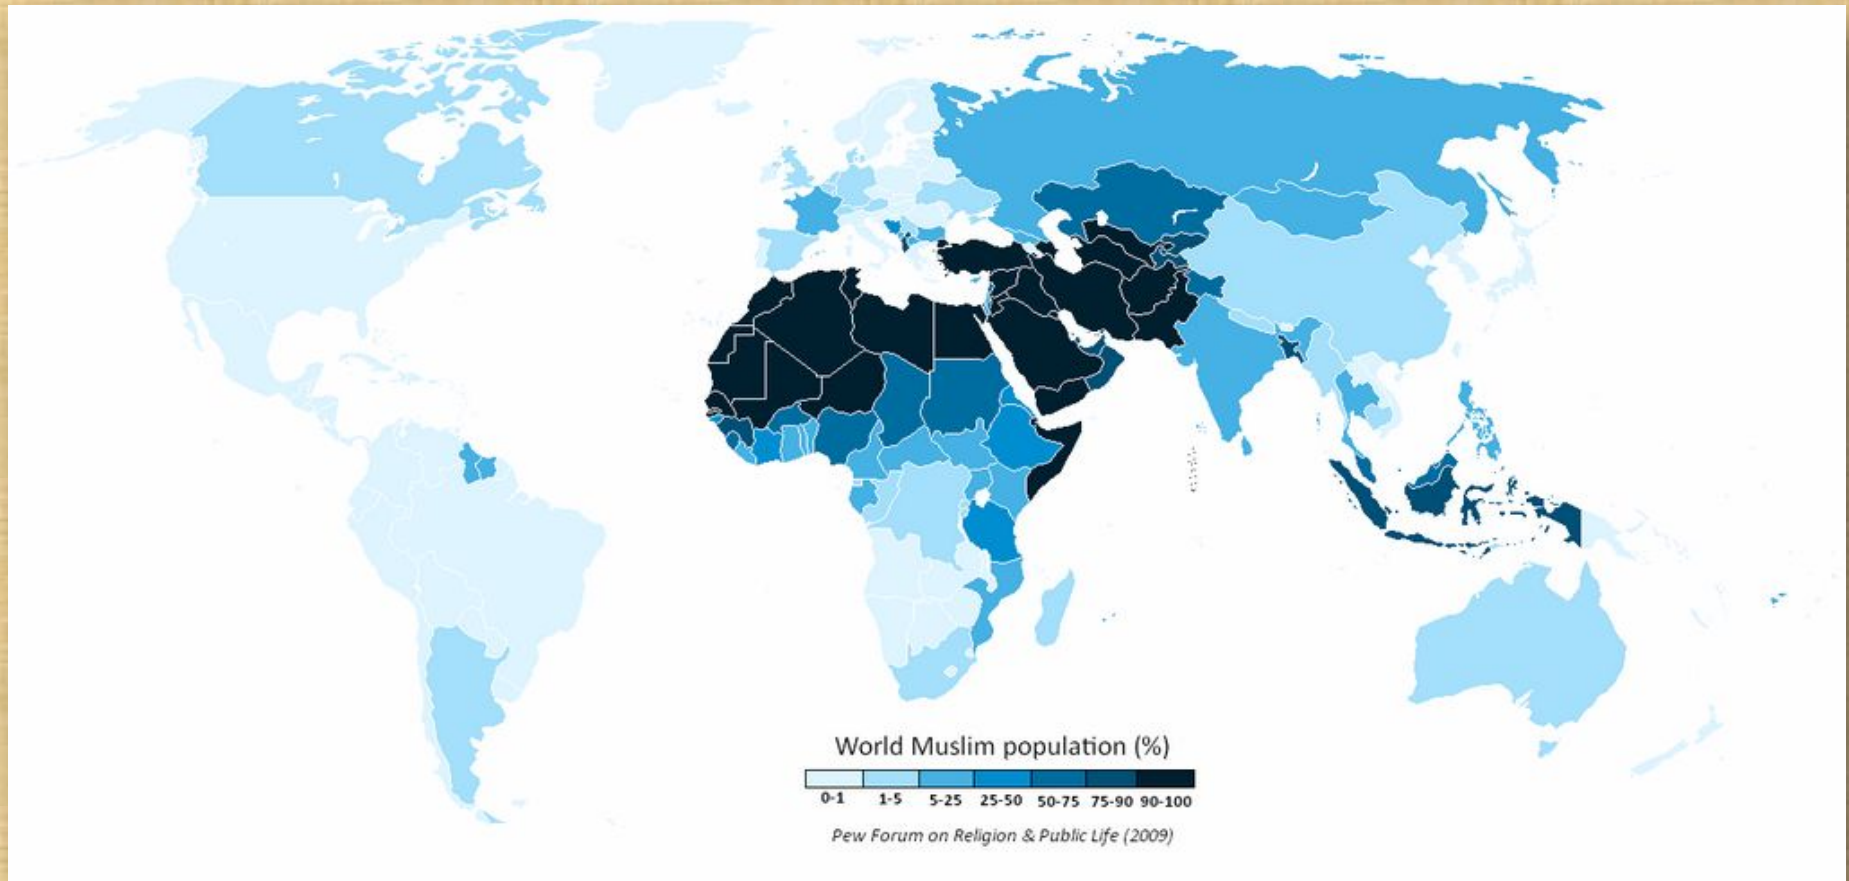 World Muslim population (%)
0-1 1-5 5-25 25-50 50-75 75-90 90-100
Pew Forum on Religion & Public Life (2009)